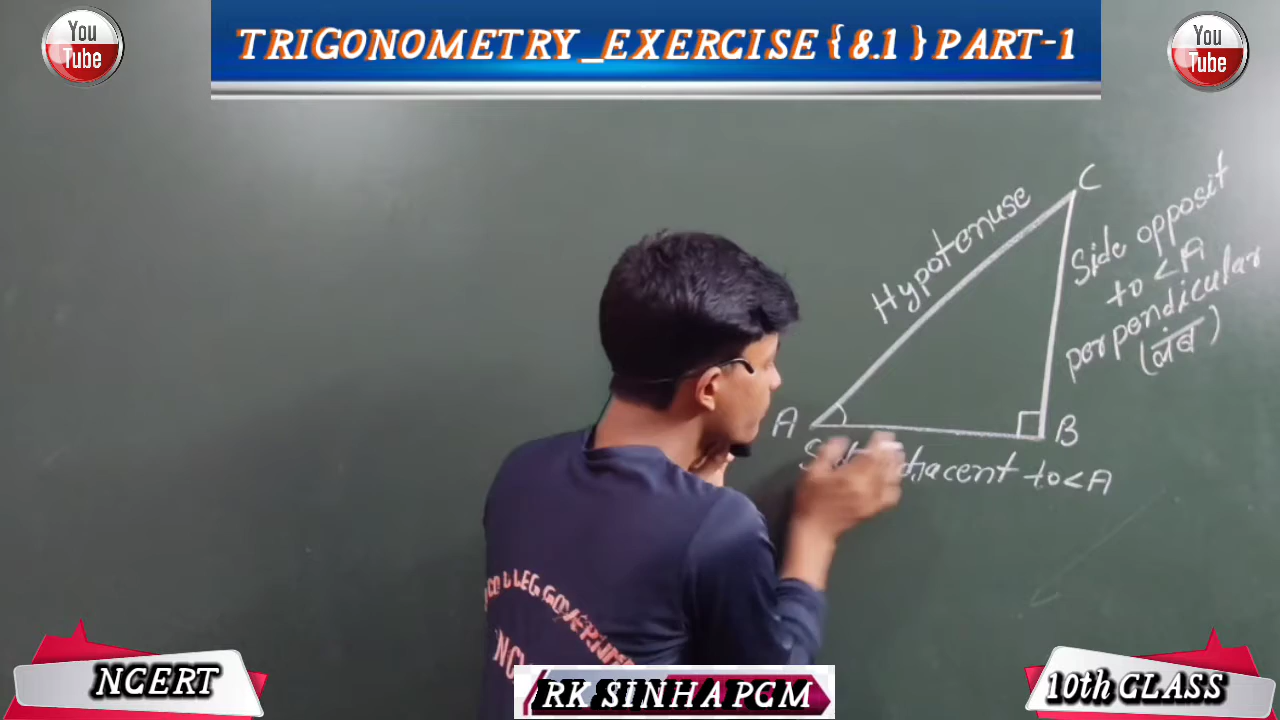 You
Tube
TRIGONOMETRY_EXERCISE { 8.1 } PART-1
You
Tube
C
Hypotenuse
Side opposit
to <A
perpendicular
(लंब)
A
B
adjacent to <A
NCERT
RK SINHA PCM
10th CLASS